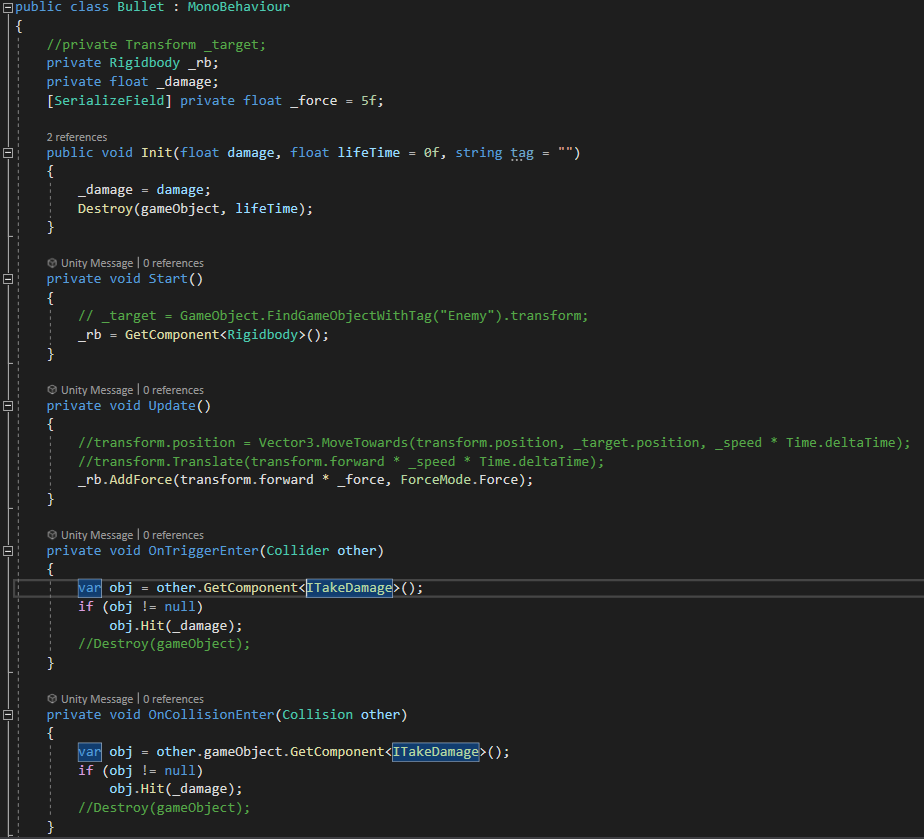 public class Bullet : MonoBehaviour
{
//private Transform _target;
private Rigidbody _rb;
private float _damage;
[SerializeField] private float _force = 5f;
2 references
public void Init(float damage, float lifeTime = 0f, string tag = "")
{
_damage = damage;
Destroy(gameObject, lifeTime);
}
Unity Message | 0 references
private void Start()
{
// _target = GameObject.FindGameObjectWithTag("Enemy").transform;
_rb = GetComponent<Rigidbody>();
}
Unity Message | 0 references
private void Update()
{
//transform.position = Vector3.MoveTowards(transform.position, _target.position, _speed * Time.deltaTime);
//transform.Translate(transform.forward * _speed * Time.deltaTime);
_rb.AddForce(transform.forward * _force, ForceMode.Force);
}
Unity Message | 0 references
private void OnTriggerEnter(Collider other)
{
var obj = other.GetComponent<ITakeDamage>();
if (obj != null)
obj.Hit(_damage);
//Destroy(gameObject);
}
Unity Message | 0 references
private void OnCollisionEnter(Collision other)
{
var obj = other.gameObject.GetComponent<ITakeDamage>();
if (obj != null)
obj.Hit(_damage);
//Destroy(gameObject);
}